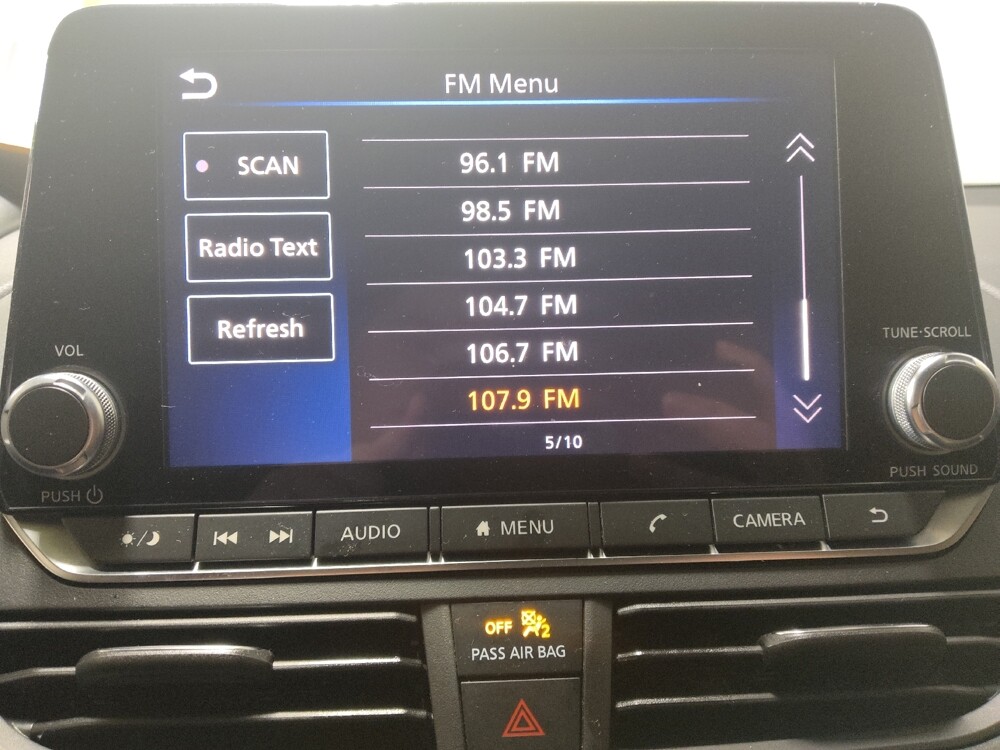 FM Menu
SCAN
Radio Text
Refresh
96.1 FM
98.5 FM
103.3 FM
104.7 FM
106.7 FM
107.9 FM
5/10
VOL
PUSH
TUNE·SCROLL
PUSH SOUND
AUDIO
MENU
CAMERA
OFF 2
PASS AIR BAG